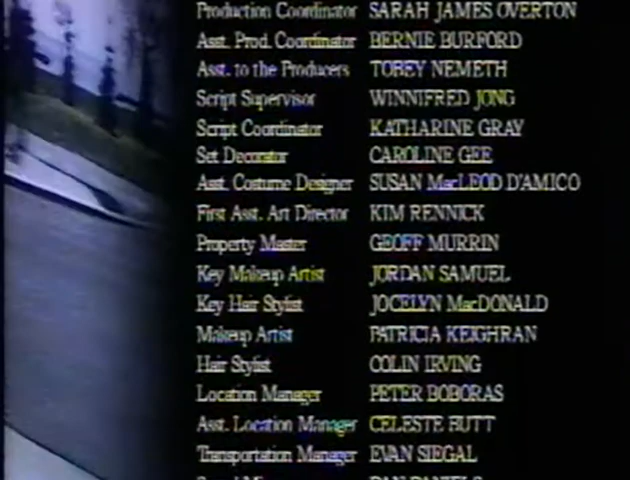 Production Coordinator SARAH JAMES OVERTON
Asst. Prod. Coordinator BERNIE BURFORD
Asst. to the Producers TOBEY NEMETH
Script Supervisor WINNIFRED JONG
Script Coordinator KATHARINE GRAY
Set Decorator CAROLINE GEE
Asst. Costume Designer SUSAN MacLEOD D'AMICO
First Asst. Art Director KIM RENNICK
Property Master GEOFF MURRIN
Key Makeup Artist JORDAN SAMUEL
Key Hair Stylist JOCELYN MacDONALD
Makeup Artist PATRICIA KEIGHRAN
Hair Stylist COLIN IRVING
Location Manager PETER BOBORAS
Asst. Location Manager CELESTE
Transportation Manager EVAN SIEGAL
DAN DANIELS